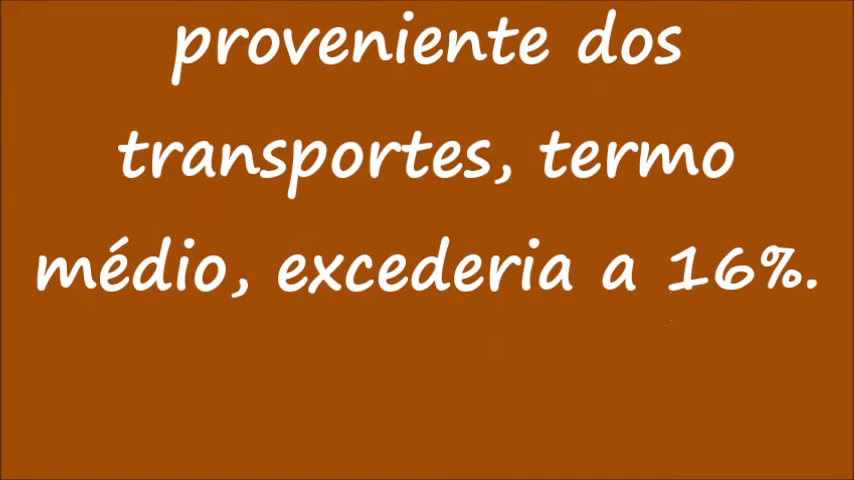 proveniente dos
transportes, termo
médio, excederia a 16%.